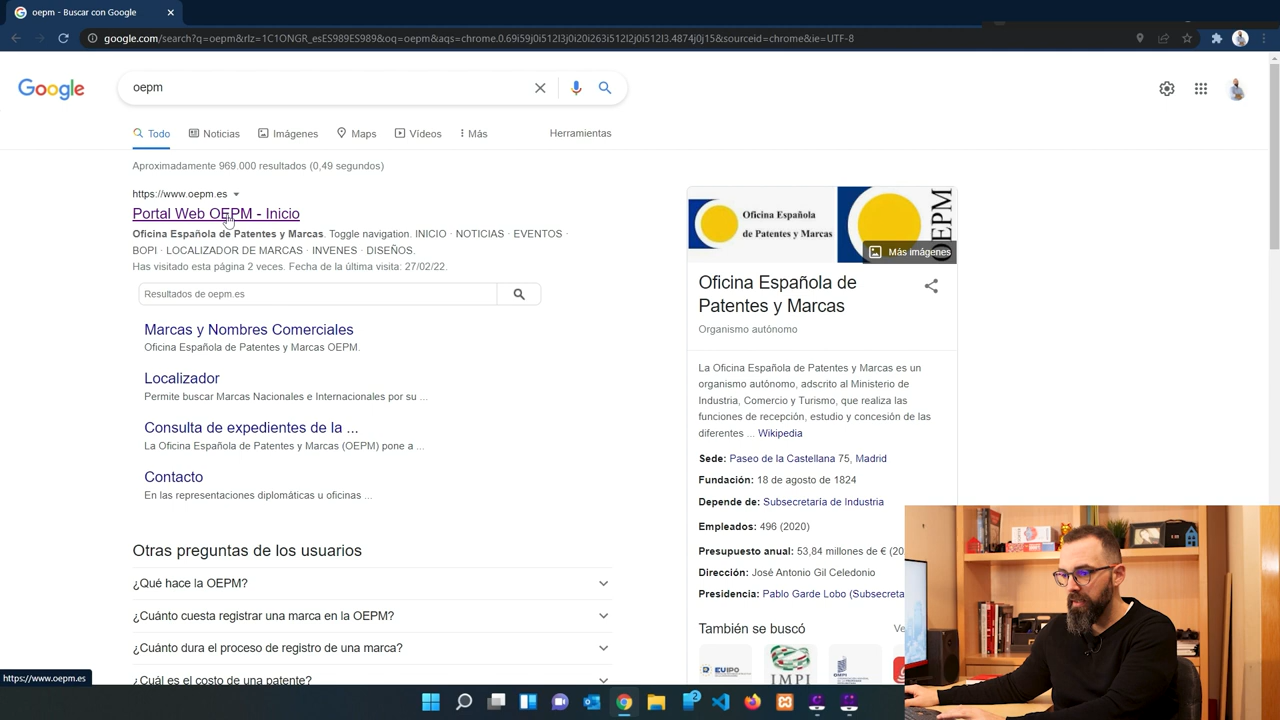 oepm - Buscar con Google
google.com/search?q=oepm&rlz=1C1ONGR_esES989ES989&oq=oepm&aqs=chrome.0.69i59j0i512l3j0i20i263i512l2j0i512l3.4874j0j15&sourceid=chrome&ie=UTF-8
Google
oepm
Todo
Noticias
Imágenes
Maps
Vídeos
Más
Herramientas
Aproximadamente 969.000 resultados (0,49 segundos)
https://www.oepm.es
Portal Web OEPM - Inicio
Oficina Española de Patentes y Marcas. Toggle navigation. INICIO · NOTICIAS · EVENTOS ·
BOPI · LOCALIZADOR DE MARCAS · INVENES · DISEÑOS.
Has visitado esta página 2 veces. Fecha de la última visita: 27/02/22.
Resultados de oepm.es
Marcas y Nombres Comerciales
Oficina Española de Patentes y Marcas OEPM.
Localizador
Permite buscar Marcas Nacionales e Internacionales por su ...
Consulta de expedientes de la ...
La Oficina Española de Patentes y Marcas (OEPM) pone a ...
Contacto
En las representaciones diplomáticas u oficinas ...
Otras preguntas de los usuarios
¿Qué hace la OEPM?
¿Cuánto cuesta registrar una marca en la OEPM?
¿Cuánto dura el proceso de registro de una marca?
¿Cuál es el costo de una patente?
https://www.oepm.es
Oficina Española
de Patentes y Marcas
OEPM
Más imágenes
Oficina Española de
Patentes y Marcas
Organismo autónomo
La Oficina Española de Patentes y Marcas es un
organismo autónomo, adscrito al Ministerio de
Industria, Comercio y Turismo, que realiza las
funciones de recepción, estudio y concesión de las
diferentes ... Wikipedia
Sede: Paseo de la Castellana 75, Madrid
Fundación: 18 de agosto de 1824
Depende de: Subsecretaría de Industria
Empleados: 496 (2020)
Presupuesto anual: 53,84 millones de € (20
Dirección: José Antonio Gil Celedonio
Presidencia: Pablo Garde Lobo (Subsecreta
También se buscó
Ve
EUIPO
IMPI
OMPI
2